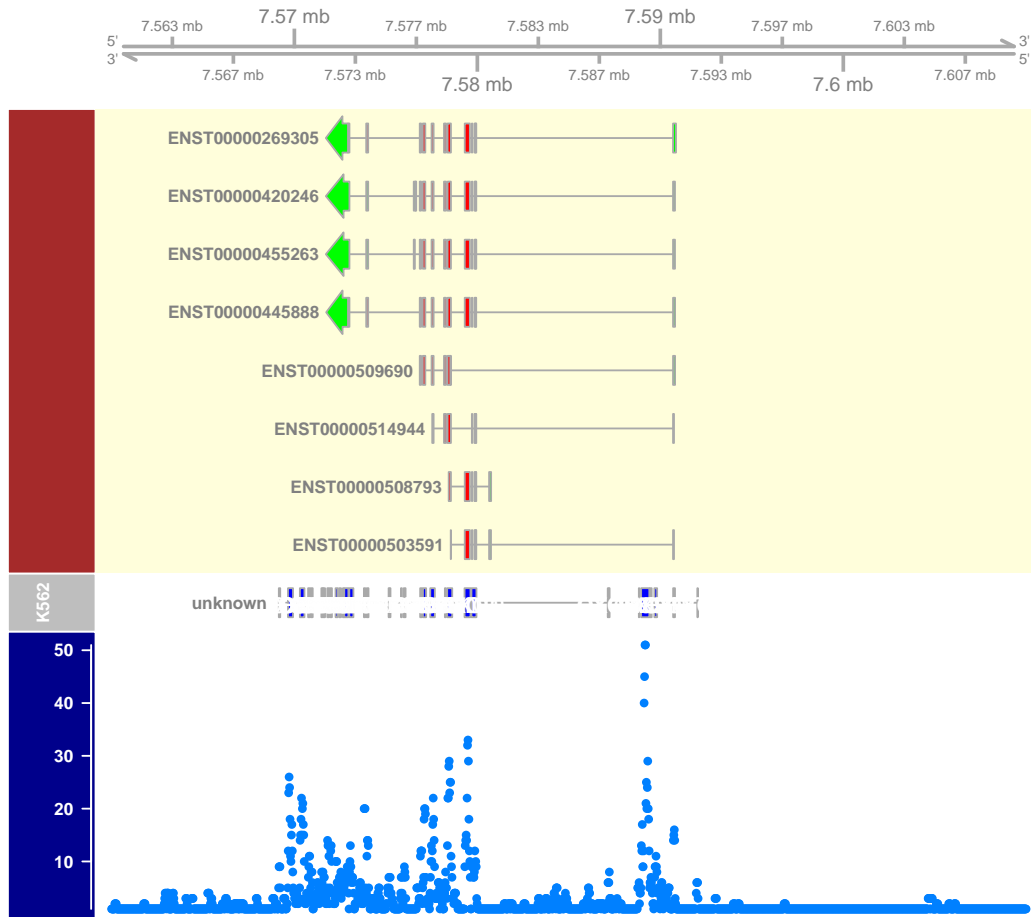 7.57 mb 7.59 mb
7.563 mb 7.577 mb 7.583 mb 7.597 mb 7.603 mb
5' 3'
3' 5'
7.567 mb 7.573 mb 7.587 mb 7.593 mb 7.607 mb
7.58 mb 7.6 mb
ENST00000269305
ENST00000420246
ENST00000455263
ENST00000445888
ENST00000509690
ENST00000514944
ENST00000508793
ENST00000503591
K562
unknown
50
40
30
20
10